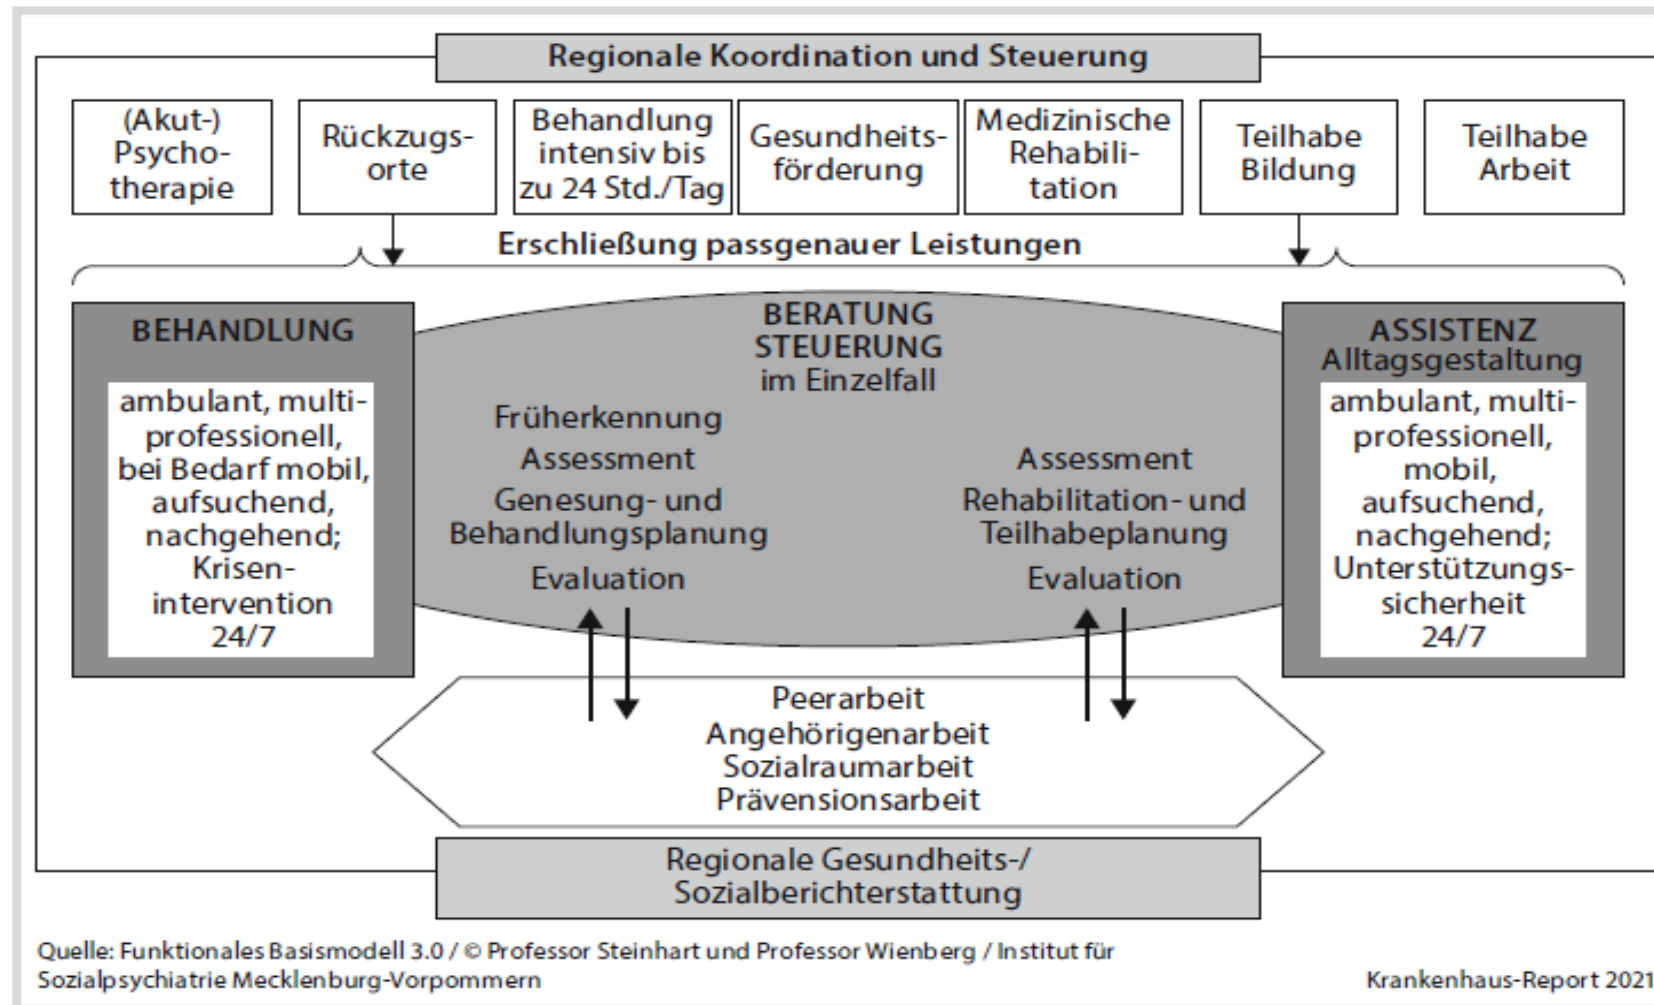 Regionale Koordination und Steuerung
(Akut-)
Psycho-
therapie
Rückzugs-
orte
Behandlung
intensiv bis
zu 24 Std./Tag
Gesundheits-
förderung
Medizinische
Rehabili-
tation
Teilhabe
Bildung
Teilhabe
Arbeit
Erschließung passgenauer Leistungen
BEHANDLUNG
ambulant, multi-
professionell,
bei Bedarf mobil,
aufsuchend,
nachgehend;
Krisen-
intervention
24/7
BERATUNG
STEUERUNG
im Einzelfall
Früherkennung
Assessment
Genesung- und
Behandlungsplanung
Evaluation
Assessment
Rehabilitation- und
Teilhabeplanung
Evaluation
ASSISTENZ
Alltagsgestaltung
ambulant, multi-
professionell,
mobil,
aufsuchend,
nachgehend;
Unterstützungs-
sicherheit
24/7
Peerarbeit
Angehörigenarbeit
Sozialraumarbeit
Prävensionsarbeit
Regionale Gesundheits-/
Sozialberichterstattung
Quelle: Funktionales Basismodell 3.0 / © Professor Steinhart und Professor Wienberg / Institut für
Sozialpsychiatrie Mecklenburg-Vorpommern
Krankenhaus-Report 2021